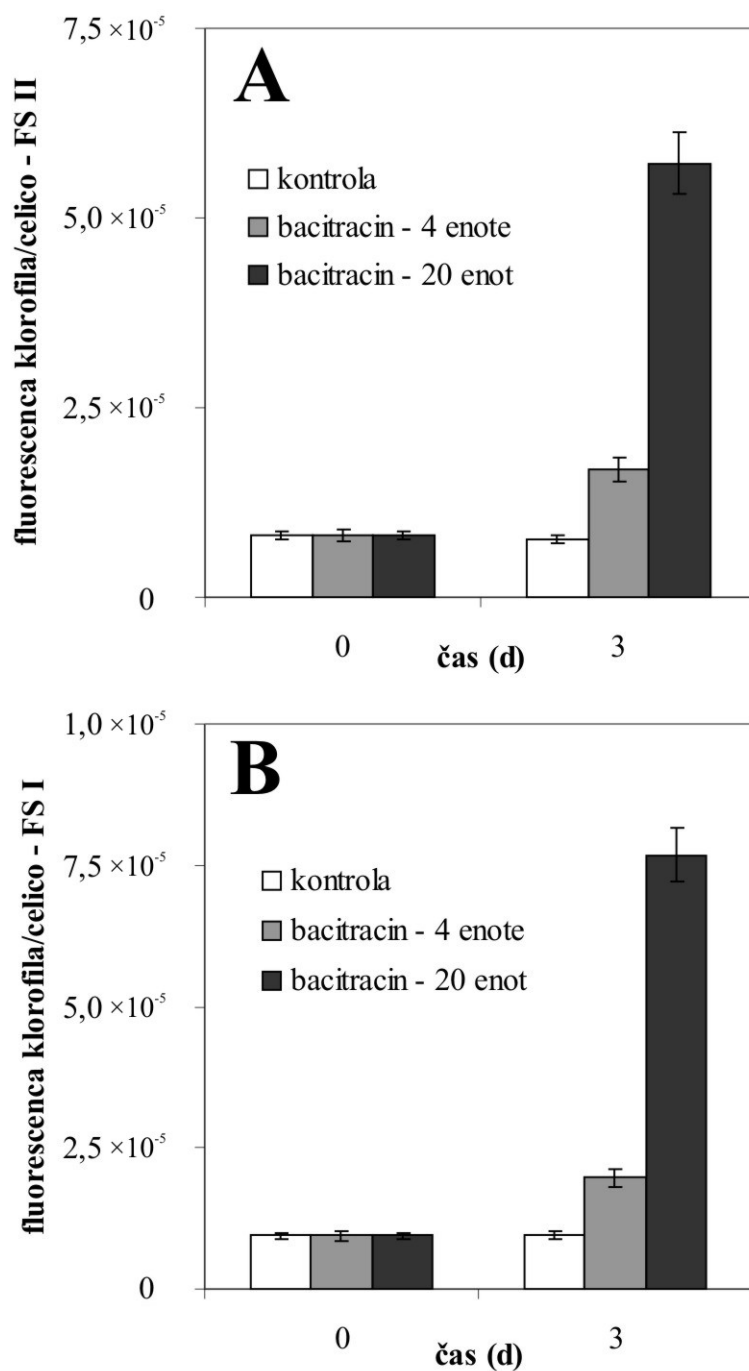 7,5 ×10⁻⁵
A
kontrola
bacitracin - 4 enote
5,0 ×10⁻⁵
bacitracin - 20 enot
2,5 ×10⁻⁵
0
fluorescenca klorofila/celico - FS II
0
3
čas (d)
1,0 ×10⁻⁵
B
7,5 ×10⁻⁵
kontrola
bacitracin - 4 enote
bacitracin - 20 enot
5,0 ×10⁻⁵
2,5 ×10⁻⁵
0
fluorescenca klorofila/celico - FS I
0
3
čas (d)